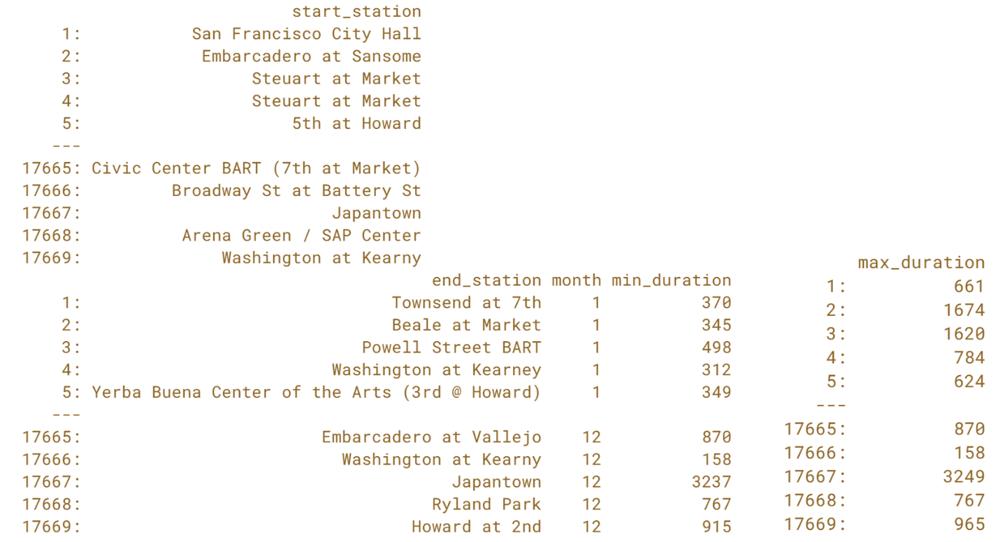 start_station
1: San Francisco City Hall
2: Embarcadero at Sansome
3: Steuart at Market
4: Steuart at Market
5: 5th at Howard
---
17665: Civic Center BART (7th at Market)
17666: Broadway St at Battery St
17667: Japantown
17668: Arena Green / SAP Center
17669: Washington at Kearny
end_station month min_duration
1: Townsend at 7th 1 370
2: Beale at Market 1 345
3: Powell Street BART 1 498
4: Washington at Kearney 1 312
5: Yerba Buena Center of the Arts (3rd @ Howard) 1 349
---
17665: Embarcadero at Vallejo 12 870
17666: Washington at Kearny 12 158
17667: Japantown 12 3237
17668: Ryland Park 12 767
17669: Howard at 2nd 12 915
max_duration
1: 661
2: 1674
3: 1620
4: 784
5: 624
---
17665: 870
17666: 158
17667: 3249
17668: 767
17669: 965